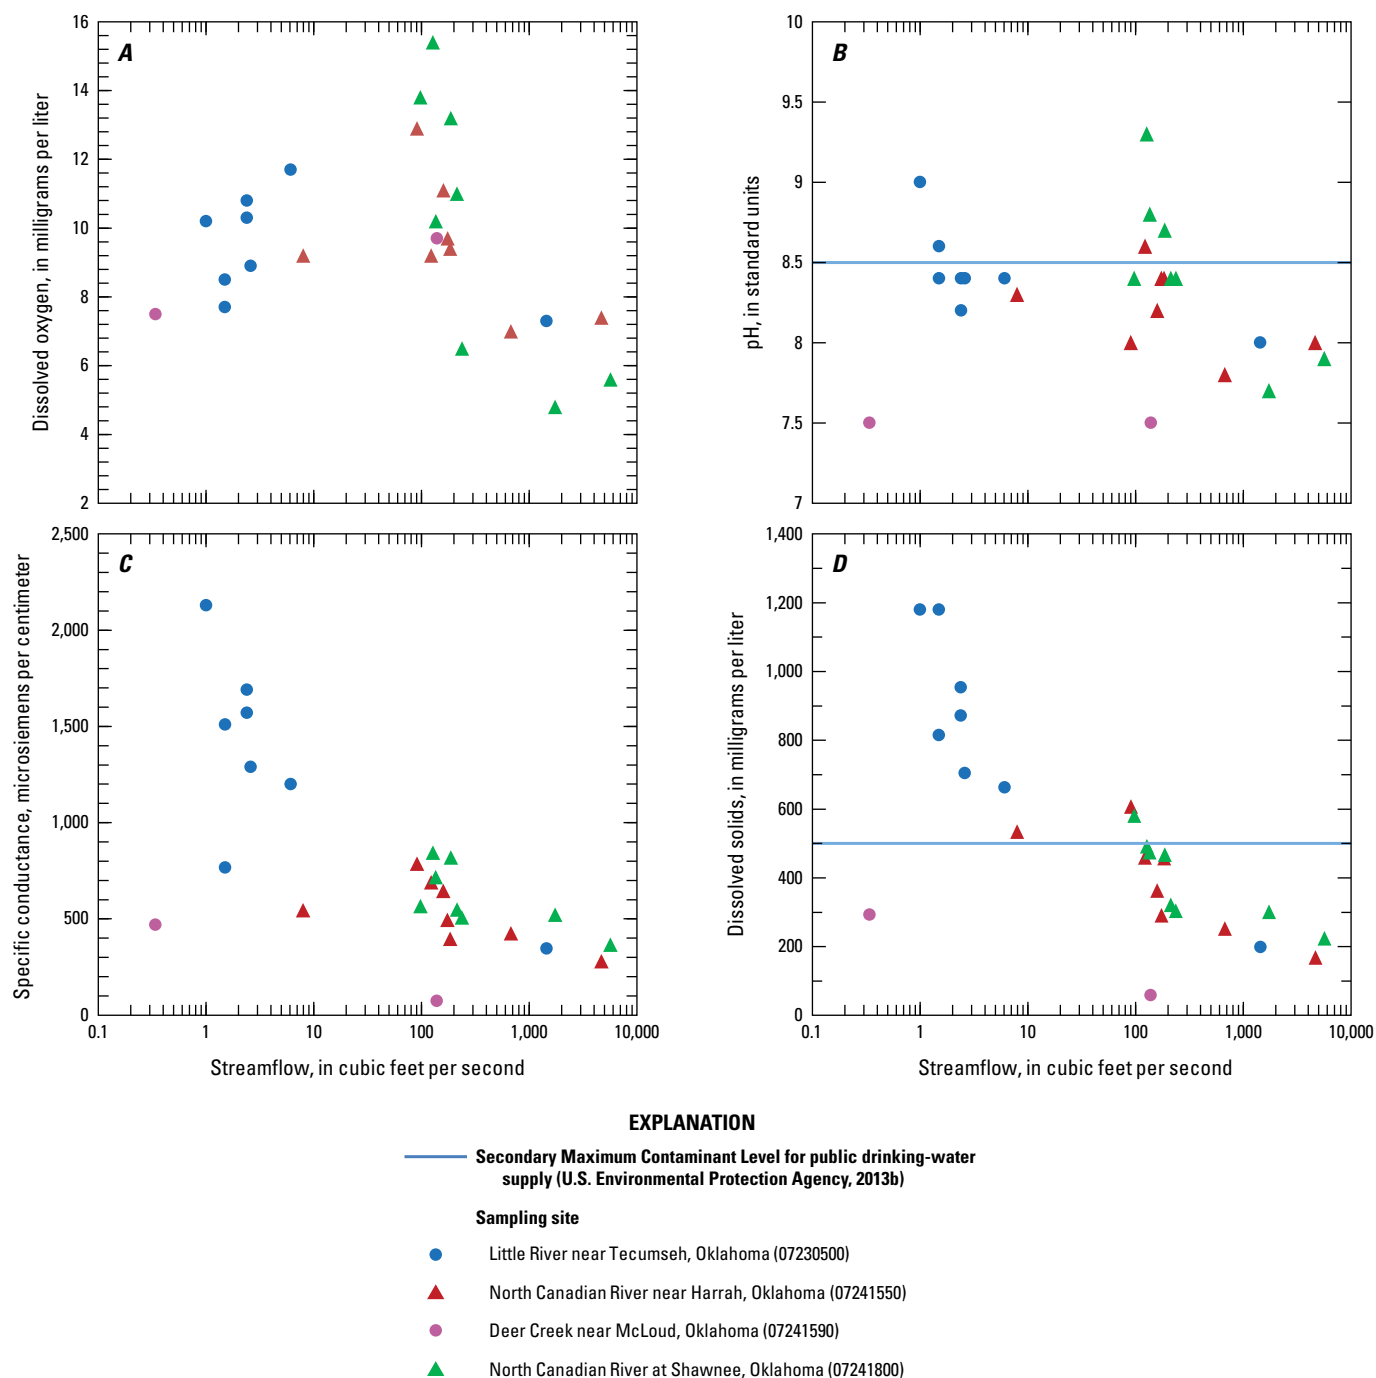 A
Dissolved oxygen, in milligrams per liter
16
14
12
10
8
6
4
2
B
pH, in standard units
10
9.5
9
8.5
8
7.5
7
C
Specific conductance, microsiemens per centimeter
2,500
2,000
1,500
1,000
500
0
0.1 1 10 100 1,000 10,000
Streamflow, in cubic feet per second
D
Dissolved solids, in milligrams per liter
1,400
1,200
1,000
800
600
400
200
0
0.1 1 10 100 1,000 10,000
Streamflow, in cubic feet per second
EXPLANATION
Secondary Maximum Contaminant Level for public drinking-water
supply (U.S. Environmental Protection Agency, 2013b)
Sampling site
Little River near Tecumseh, Oklahoma (07230500)
North Canadian River near Harrah, Oklahoma (07241550)
Deer Creek near McLoud, Oklahoma (07241590)
North Canadian River at Shawnee, Oklahoma (07241800)